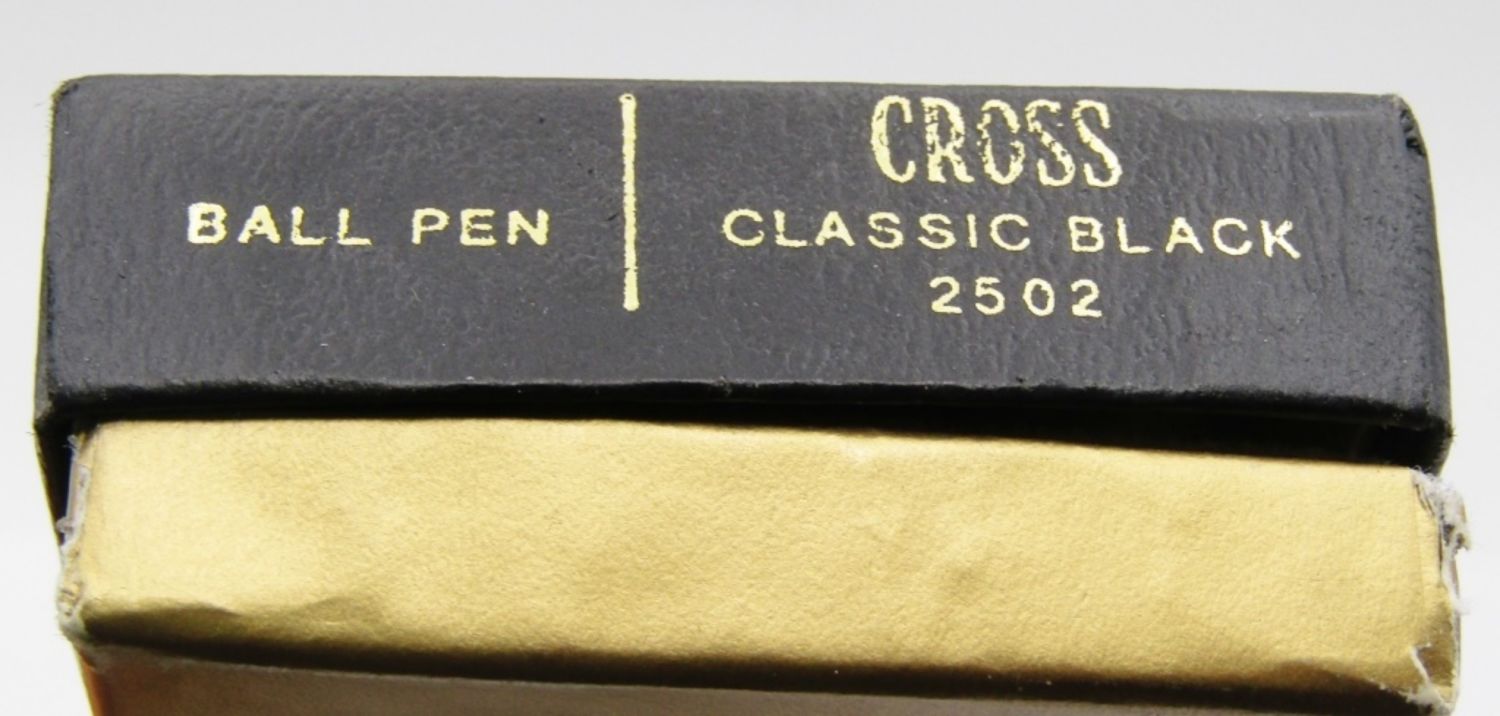 BALL PEN
CROSS
CLASSIC BLACK
2502